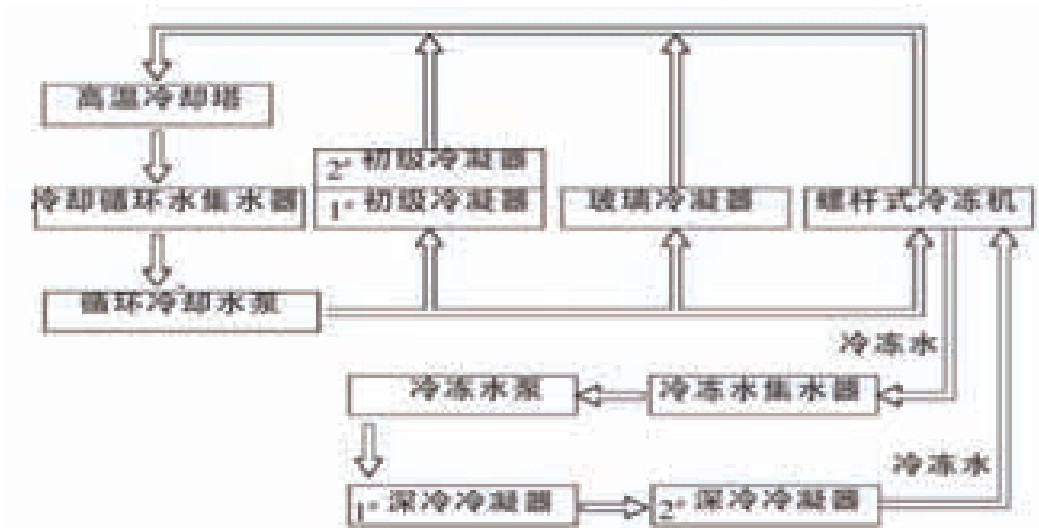 高温冷却塔
2# 初级冷凝器
冷却循环水集水器
1# 初级冷凝器
玻璃冷凝器
螺杆式冷冻机
循环冷却水泵
冷冻水
冷冻水泵
冷冻水集水器
冷冻水
1# 深冷冷凝器
2# 深冷冷凝器